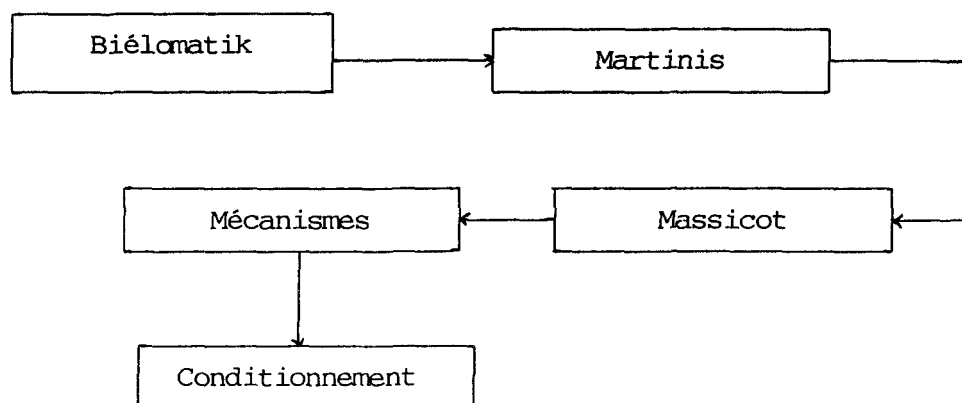 Biélomatik
Martinis
Mécanismes
Massicot
Conditionnement